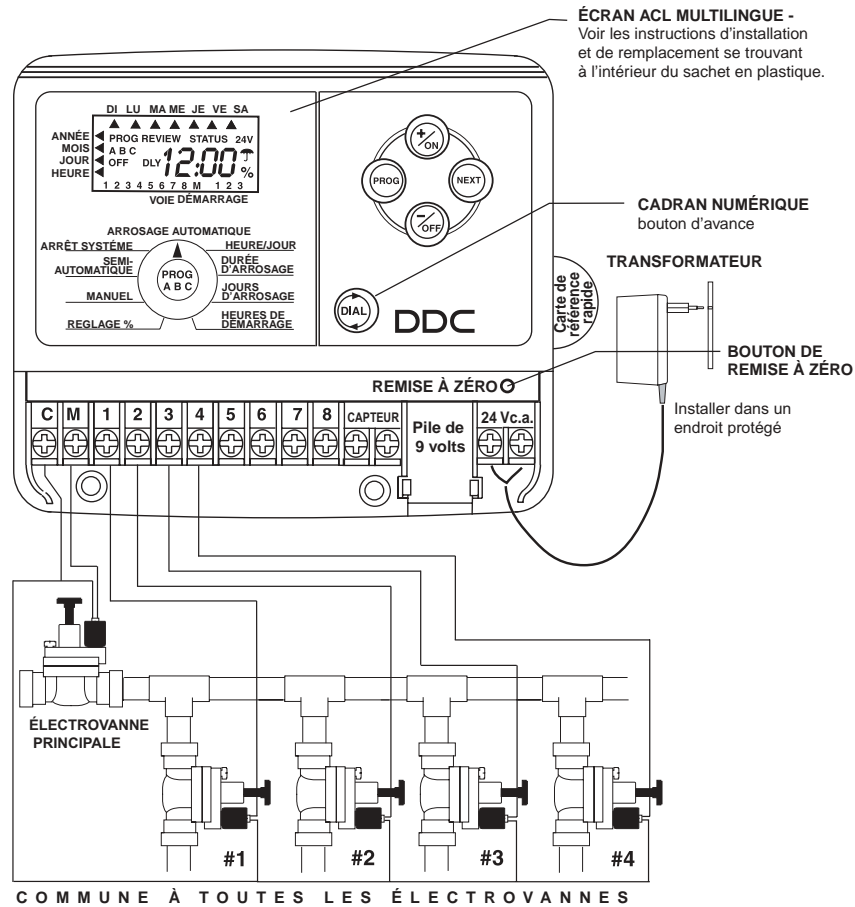 ÉCRAN ACL MULTILINGUE -
Voir les instructions d'installation
et de remplacement se trouvant
à l'intérieur du sachet en plastique.
DI LU MA ME JE VE SA
ANNÉE
MOIS
JOUR
HEURE
PROG REVIEW STATUS 24V
A B C
OFF DLY 12:00 %
1 2 3 4 5 6 7 8 M 1 2 3
VOIE DÉMARRAGE
+/ON
PROG
NEXT
−/OFF
CADRAN NUMÉRIQUE
bouton d'avance
ARROSAGE AUTOMATIQUE
ARRÊT SYSTÉME
HEURE/JOUR
SEMI-
AUTOMATIQUE
DURÉE
D'ARROSAGE
PROG
A B C
MANUEL
JOURS
D'ARROSAGE
REGLAGE %
HEURES DE
DÉMARRAGE
DIAL
DDC
Carte de
référence
rapide
TRANSFORMATEUR
BOUTON DE
REMISE À ZÉRO
REMISE À ZÉRO
Installer dans un
endroit protégé
C M 1 2 3 4 5 6 7 8 CAPTEUR
Pile de
9 volts
24 Vc.a.
ÉLECTROVANNE
PRINCIPALE
#1 #2 #3 #4
COMMUNE À TOUTES LES ÉLECTROVANNES